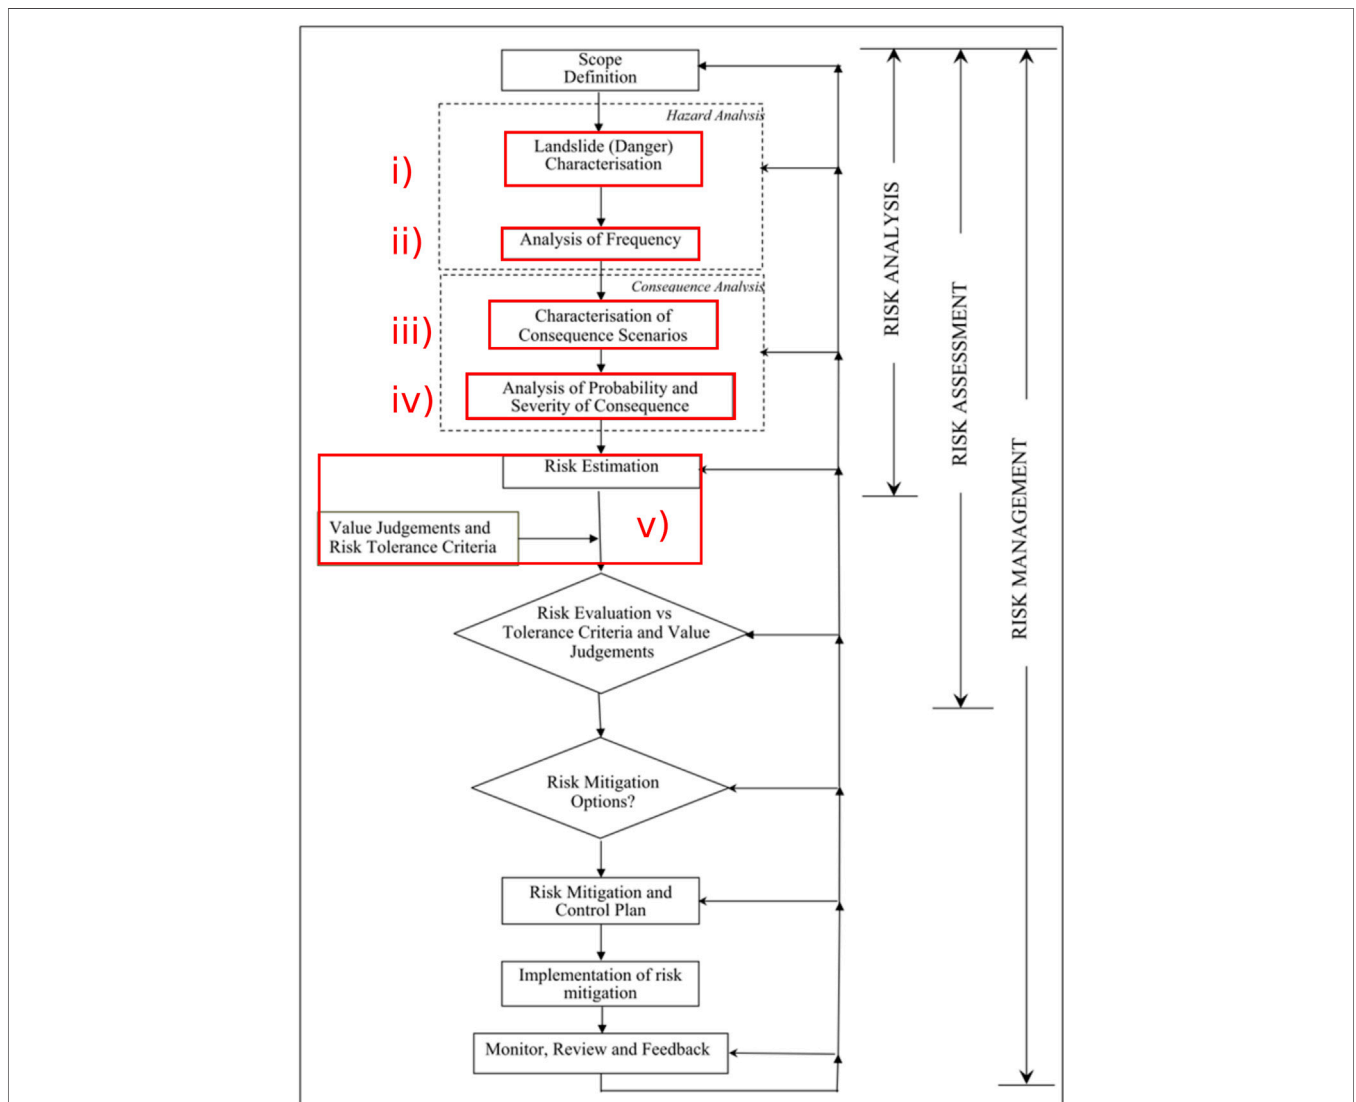 Scope
Definition
Hazard Analysis
i)
Landslide (Danger)
Characterisation
ii)
Analysis of Frequency
Consequence Analysis
iii)
Characterisation of
Consequence Scenarios
iv)
Analysis of Probability and
Severity of Consequence
Risk Estimation
v)
Value Judgements and
Risk Tolerance Criteria
Risk Evaluation vs
Tolerance Criteria and Value
Judgements
Risk Mitigation
Options?
Risk Mitigation and
Control Plan
Implementation of risk
mitigation
Monitor, Review and Feedback
RISK ANALYSIS
RISK ASSESSMENT
RISK MANAGEMENT